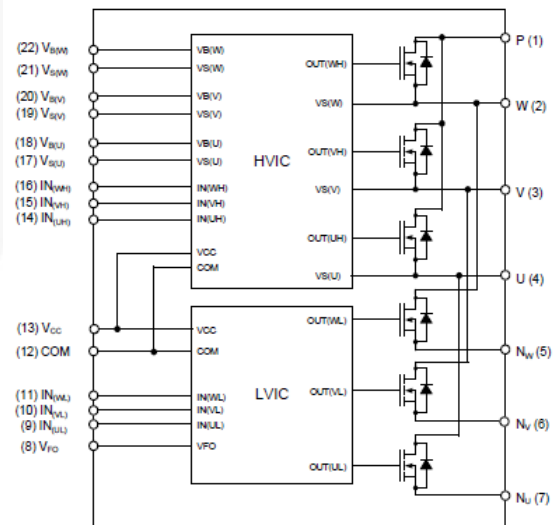 (22) VB(W)
(21) VS(W)
(20) VB(V)
(19) VS(V)
(18) VB(U)
(17) VS(U)
(16) IN(WH)
(15) IN(VH)
(14) IN(UH)
(13) VCC
(12) COM
(11) IN(WL)
(10) IN(VL)
(9) IN(UL)
(8) VFO
VB(W)
VS(W)
VB(V)
VS(V)
VB(U)
VS(U)
IN(WH)
IN(VH)
IN(UH)
VCC
COM
HVIC
OUT(WH)
VS(W)
OUT(VH)
VS(V)
OUT(UH)
VS(U)
VCC
COM
IN(WL)
IN(VL)
IN(UL)
VFO
LVIC
OUT(WL)
OUT(VL)
OUT(UL)
P (1)
W (2)
V (3)
U (4)
NW (5)
NV (6)
NU (7)